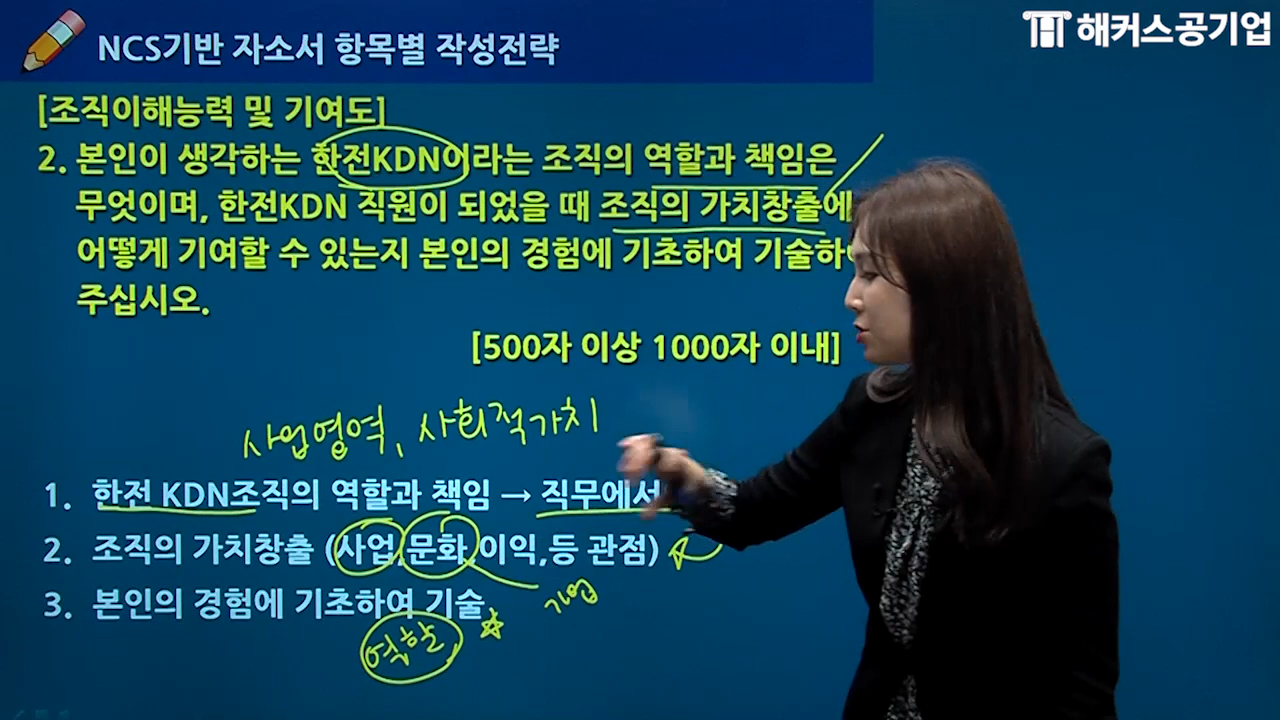 NCS기반 자소서 항목별 작성전략
해커스공기업
[조직이해능력 및 기여도]
2. 본인이 생각하는 한전KDN이라는 조직의 역할과 책임은
무엇이며, 한전KDN 직원이 되었을 때 조직의 가치창출에
어떻게 기여할 수 있는지 본인의 경험에 기초하여 기술하여
주십시오.
[500자 이상 1000자 이내]
사업영역, 사회적가치
1. 한전 KDN조직의 역할과 책임 → 직무에서
2. 조직의 가치창출 (사업,문화,이익,등 관점)
3. 본인의 경험에 기초하여 기술
기업
역할